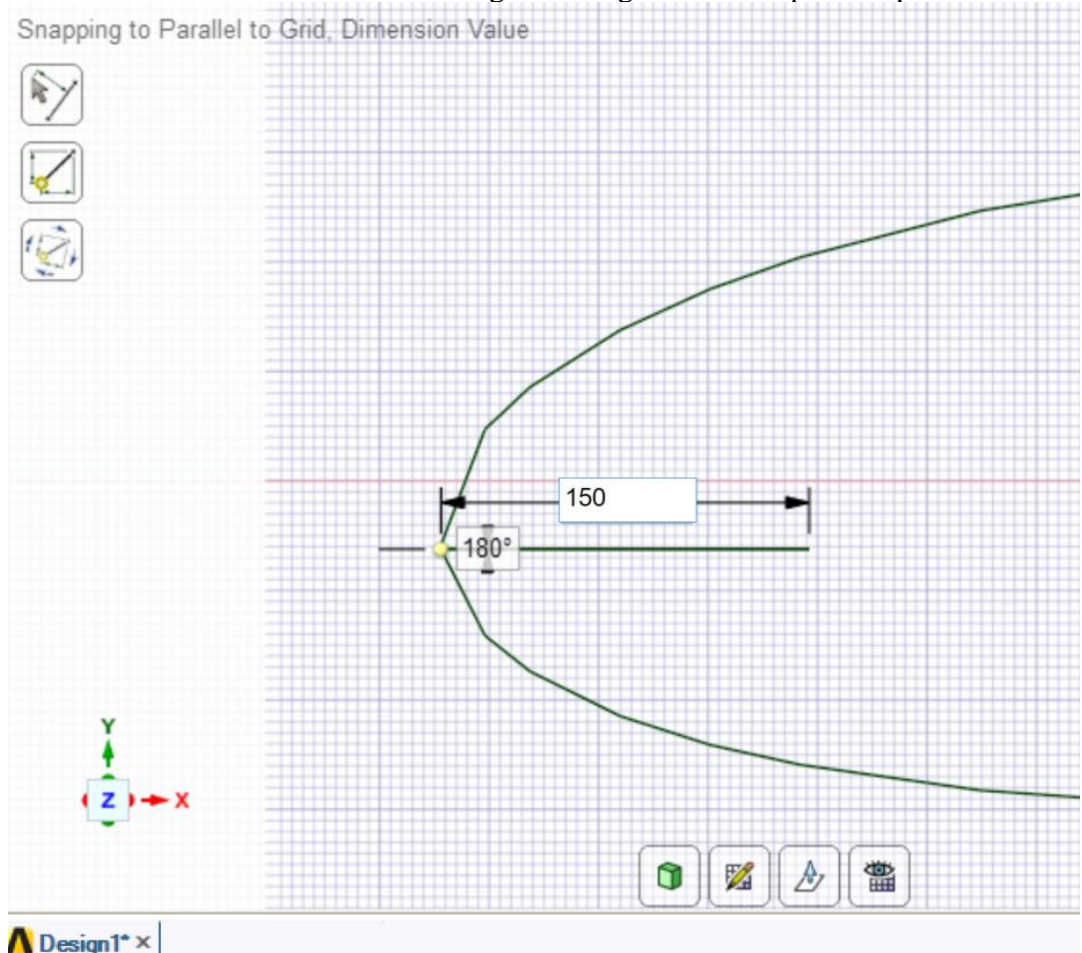 Snapping to Parallel to Grid, Dimension Value
150
180°
Y
Z X
Design1* ×